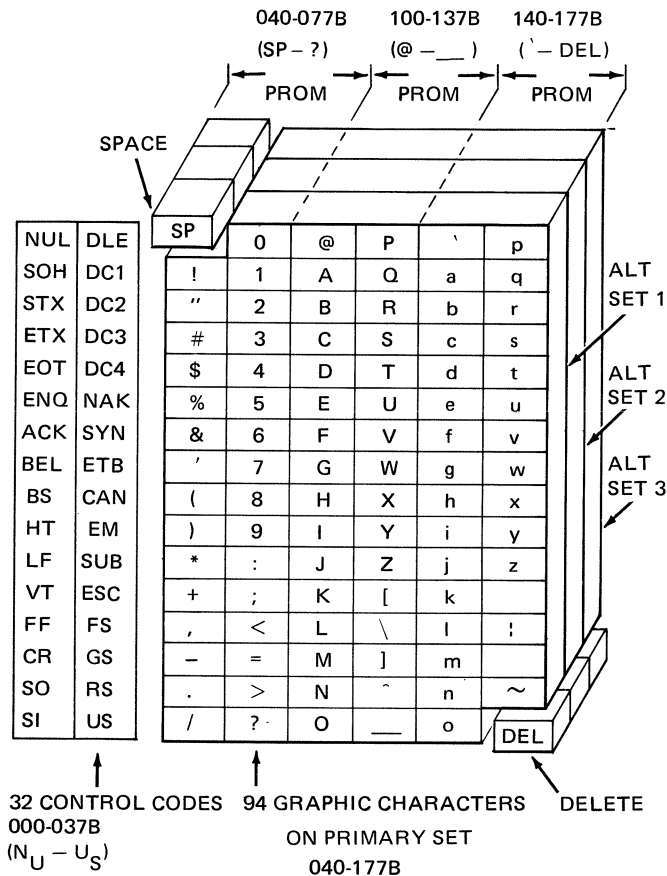 040-077B 100-137B 140-177B
(SP – ?) (@ – __ ) (` – DEL)
PROM PROM PROM
SPACE
SP
NUL DLE 0 @ P ` p
SOH DC1 ! 1 A Q a q
STX DC2 " 2 B R b r
ETX DC3 # 3 C S c s
EOT DC4 $ 4 D T d t
ENQ NAK % 5 E U e u
ACK SYN & 6 F V f v
BEL ETB ' 7 G W g w
BS CAN ( 8 H X h x
HT EM ) 9 I Y i y
LF SUB * : J Z j z
VT ESC + ; K [ k
FF FS , < L \ l ¦
CR GS – = M ] m
SO RS . > N ^ n ~
SI US / ? O __ o
DEL
ALT
SET 1
ALT
SET 2
ALT
SET 3
32 CONTROL CODES
000-037B
(NU – US)
94 GRAPHIC CHARACTERS
ON PRIMARY SET
040-177B
DELETE